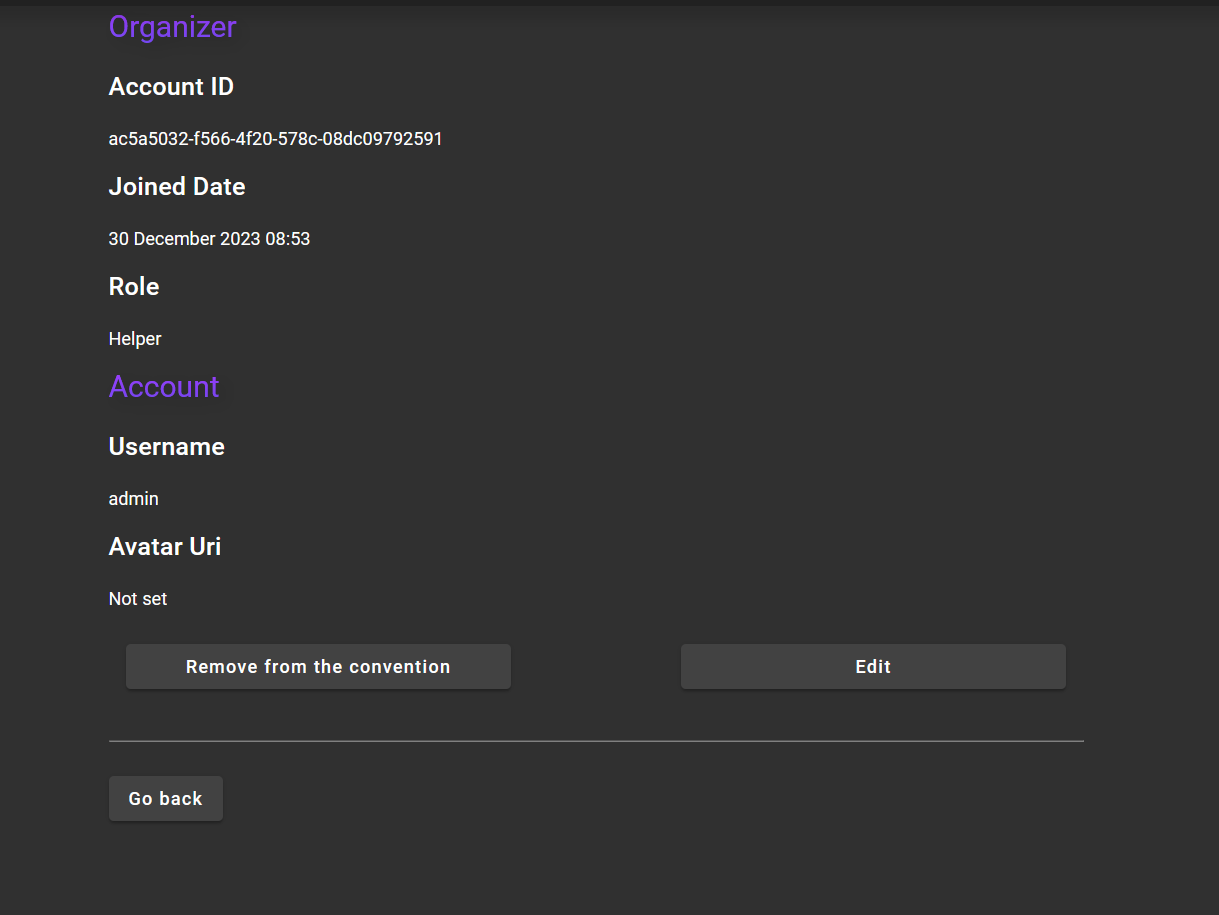 Organizer
Account ID
ac5a5032-f566-4f20-578c-08dc09792591
Joined Date
30 December 2023 08:53
Role
Helper
Account
Username
admin
Avatar Uri
Not set
Remove from the convention
Edit
Go back